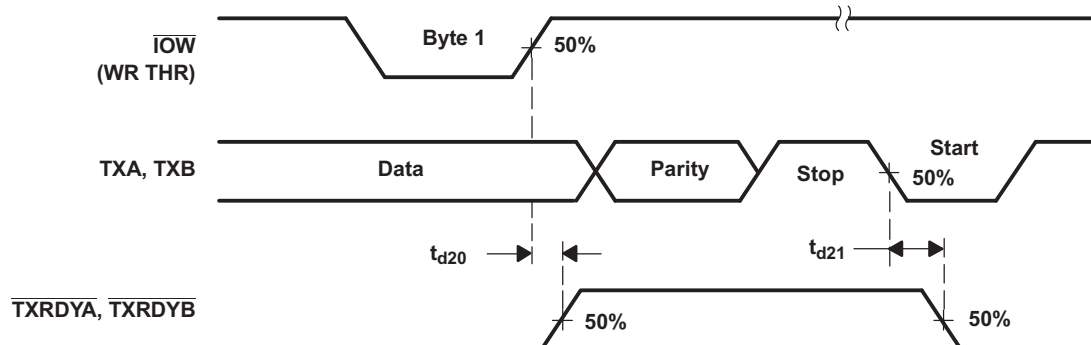 IOW
(WR THR)
Byte 1
50%
TXA, TXB
Data
Parity
Stop
Start
50%
td20
td21
TXRDYA, TXRDYB
50%
50%